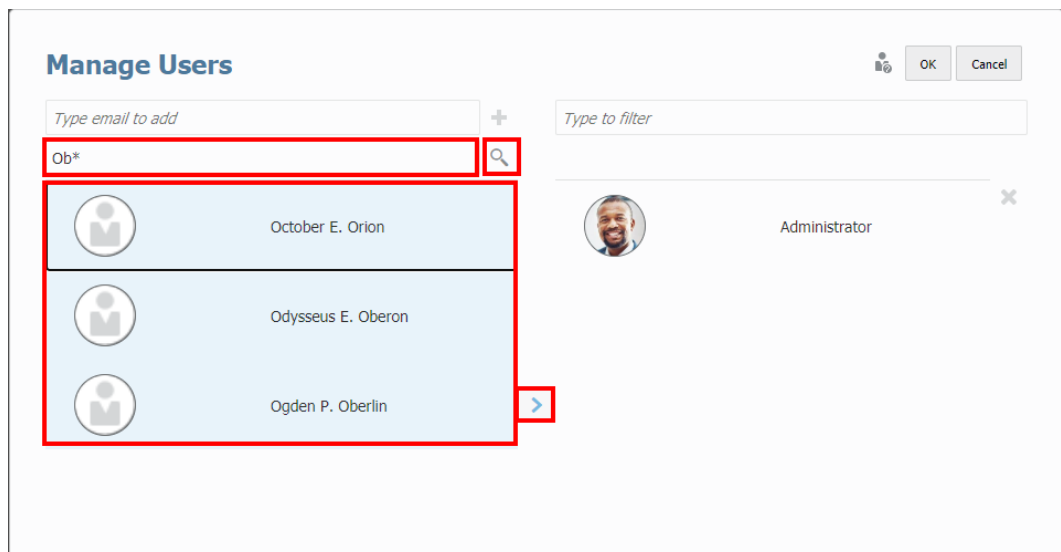 Manage Users
OK
Cancel
Type email to add
Type to filter
Ob*
October E. Orion
Administrator
Odysseus E. Oberon
Ogden P. Oberlin